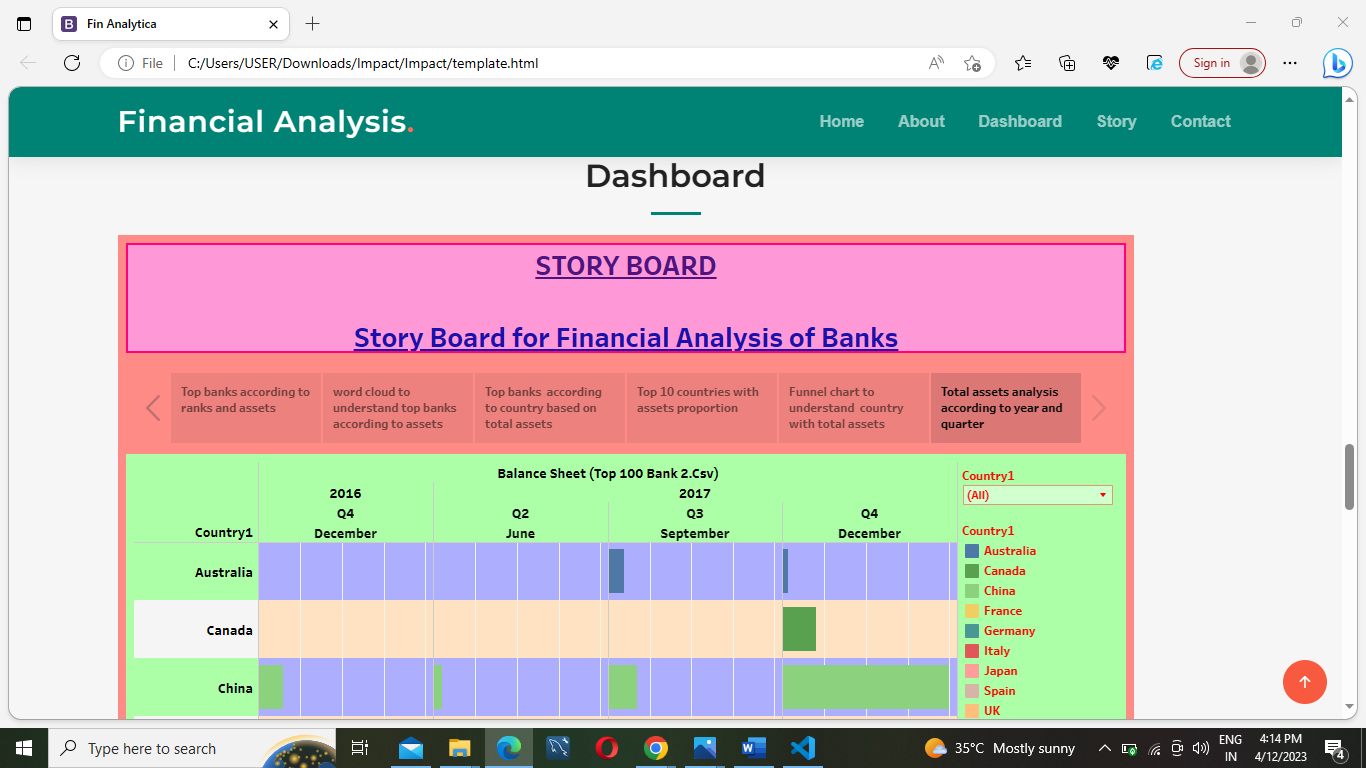 Fin Analytica
File
C:/Users/USER/Downloads/Impact/Impact/template.html
Sign in
Financial Analysis.
Home About Dashboard Story Contact
Dashboard
STORY BOARD
Story Board for Financial Analysis of Banks
Top banks according to
ranks and assets
word cloud to
understand top banks
according to assets
Top banks according
to country based on
total assets
Top 10 countries with
assets proportion
Funnel chart to
understand country
with total assets
Total assets analysis
according to year and
quarter
Balance Sheet (Top 100 Bank 2.Csv)
2016 2017
Q4 Q2 Q3 Q4
Country1 December June September December
Australia
Canada
China
Country1
(All)
Country1
Australia
Canada
China
France
Germany
Italy
Japan
Spain
UK
Type here to search
35°C Mostly sunny
ENG
IN
4:14 PM
4/12/2023
4